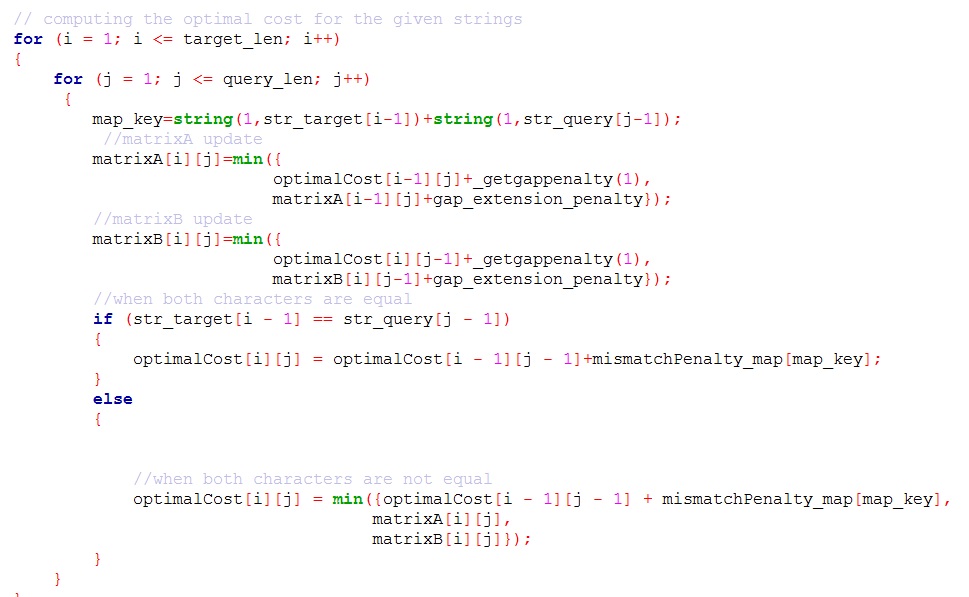 // computing the optimal cost for the given strings
for (i = 1; i <= target_len; i++)
{
    for (j = 1; j <= query_len; j++)
     {
        map_key=string(1,str_target[i-1])+string(1,str_query[j-1]);
         //matrixA update
        matrixA[i][j]=min({
                          optimalCost[i-1][j]+_getgappenalty(1),
                          matrixA[i-1][j]+gap_extension_penalty});
        //matrixB update
        matrixB[i][j]=min({
                          optimalCost[i][j-1]+_getgappenalty(1),
                          matrixB[i][j-1]+gap_extension_penalty});
        //when both characters are equal
        if (str_target[i - 1] == str_query[j - 1])
        {
            optimalCost[i][j] = optimalCost[i - 1][j - 1]+mismatchPenalty_map[map_key];
        }
        else
        {
            //when both characters are not equal
            optimalCost[i][j] = min({optimalCost[i - 1][j - 1] + mismatchPenalty_map[map_key],
                                    matrixA[i][j],
                                    matrixB[i][j]});
        }
    }